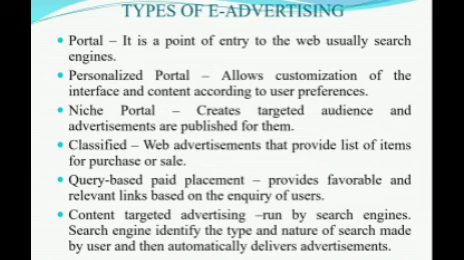 TYPES OF E-ADVERTISING
• Portal – It is a point of entry to the web usually search
engines.
• Personalized Portal – Allows customization of the
interface and content according to user preferences.
• Niche Portal – Creates targeted audience and
advertisements are published for them.
• Classified – Web advertisements that provide list of items
for purchase or sale.
• Query-based paid placement – provides favorable and
relevant links based on the enquiry of users.
• Content targeted advertising –run by search engines.
Search engine identify the type and nature of search made
by user and then automatically delivers advertisements.